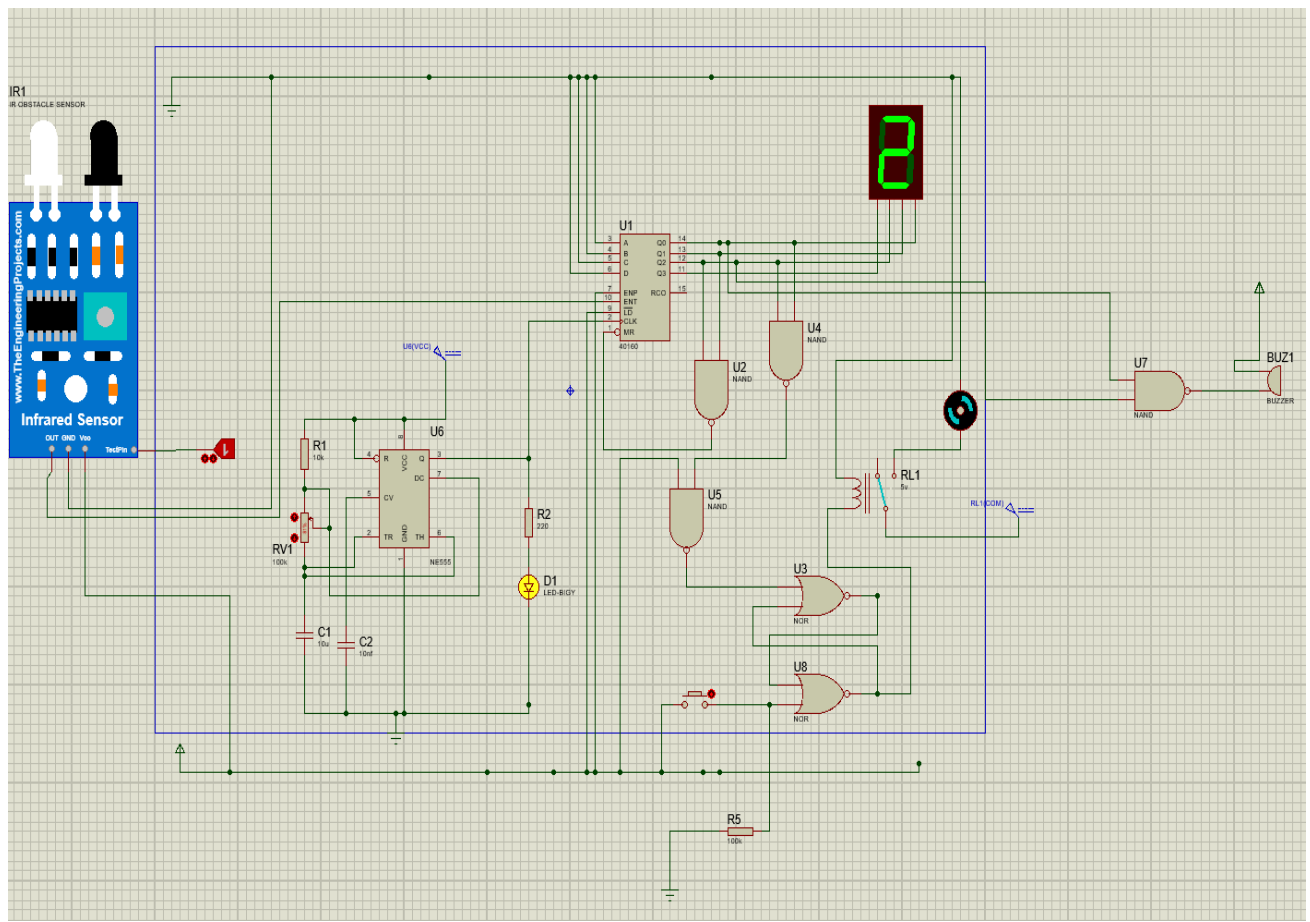 IR1
IR OBSTACLE SENSOR
www.TheEngineeringProjects.com
Infrared Sensor
OUT GND Vcc
TestPin
1
U1
3 A Q0 14
4 B Q1 13
5 C Q2 12
6 D Q3 11
7 ENP RCO 15
10 ENT
9 LD
2 CLK
1 MR
40160
U4
NAND
U2
NAND
U7
NAND
BUZ1
BUZZER
U6(VCC)
U6
R1
10k
4 R VCC 8 Q 3
DC 7
5 CV
2 TR GND 1 TH 6
NE555
RV1
100k
R2
220
D1
LED-BIGY
C1
10u
C2
10nf
U5
NAND
RL1
5v
RL1(COM)
U3
NOR
U8
NOR
R5
100k
2